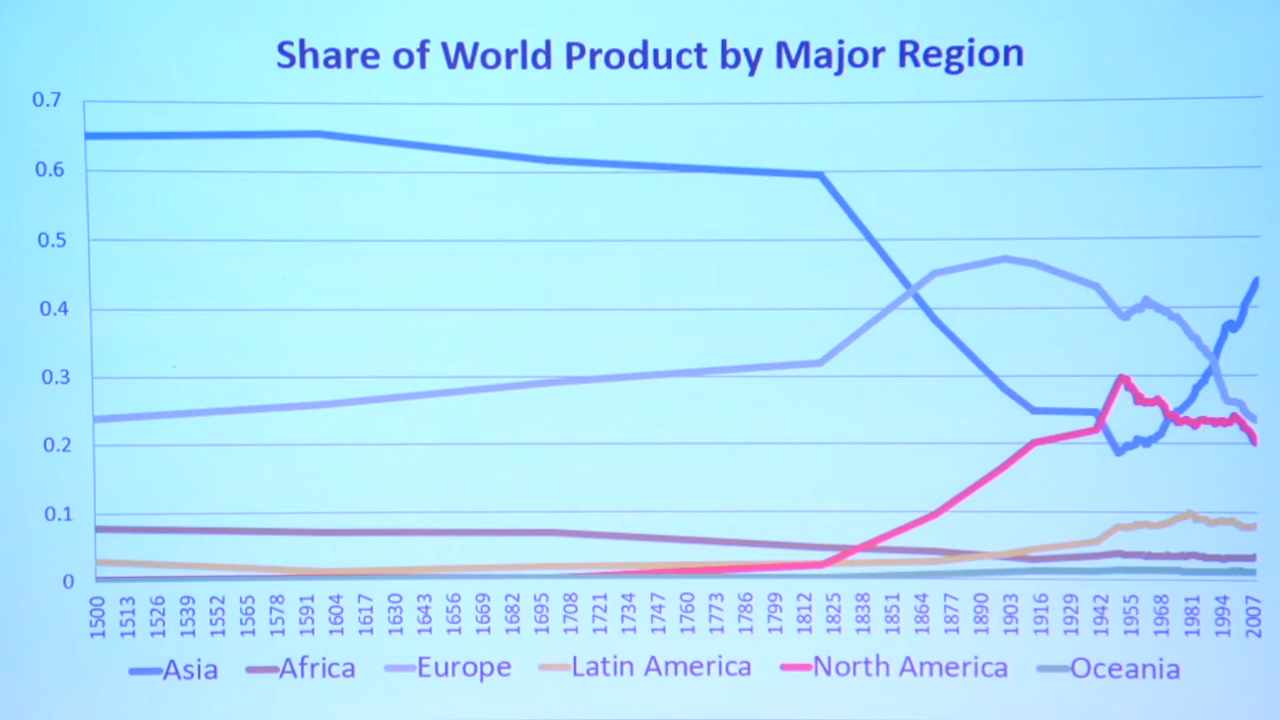 Share of World Product by Major Region
0.7
0.6
0.5
0.4
0.3
0.2
0.1
0
1500 1513 1526 1539 1552 1565 1578 1591 1604 1617 1630 1643 1656 1669 1682 1695 1708 1721 1734 1747 1760 1773 1786 1799 1812 1825 1838 1851 1864 1877 1890 1903 1916 1929 1942 1955 1968 1981 1994 2007
Asia Africa Europe Latin America North America Oceania